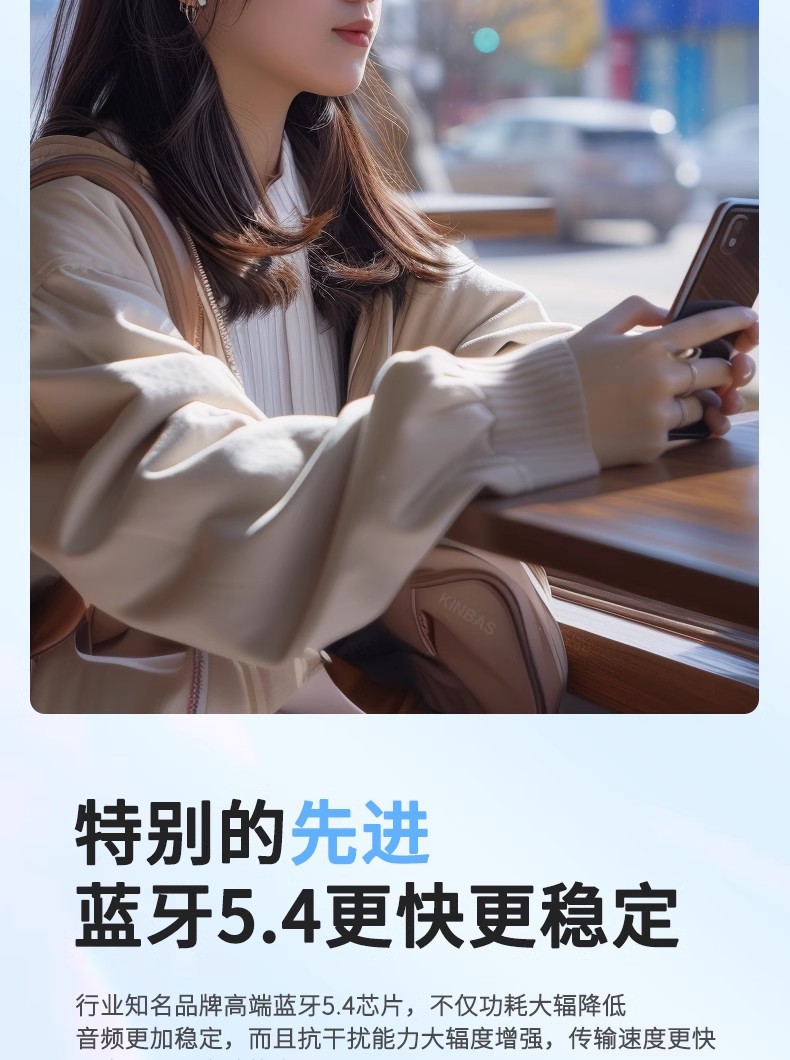 KINBAS
特别的先进
蓝牙5.4更快更稳定
行业知名品牌高端蓝牙5.4芯片，不仅功耗大辐降低
音频更加稳定，而且抗干扰能力大辐度增强，传输速度更快